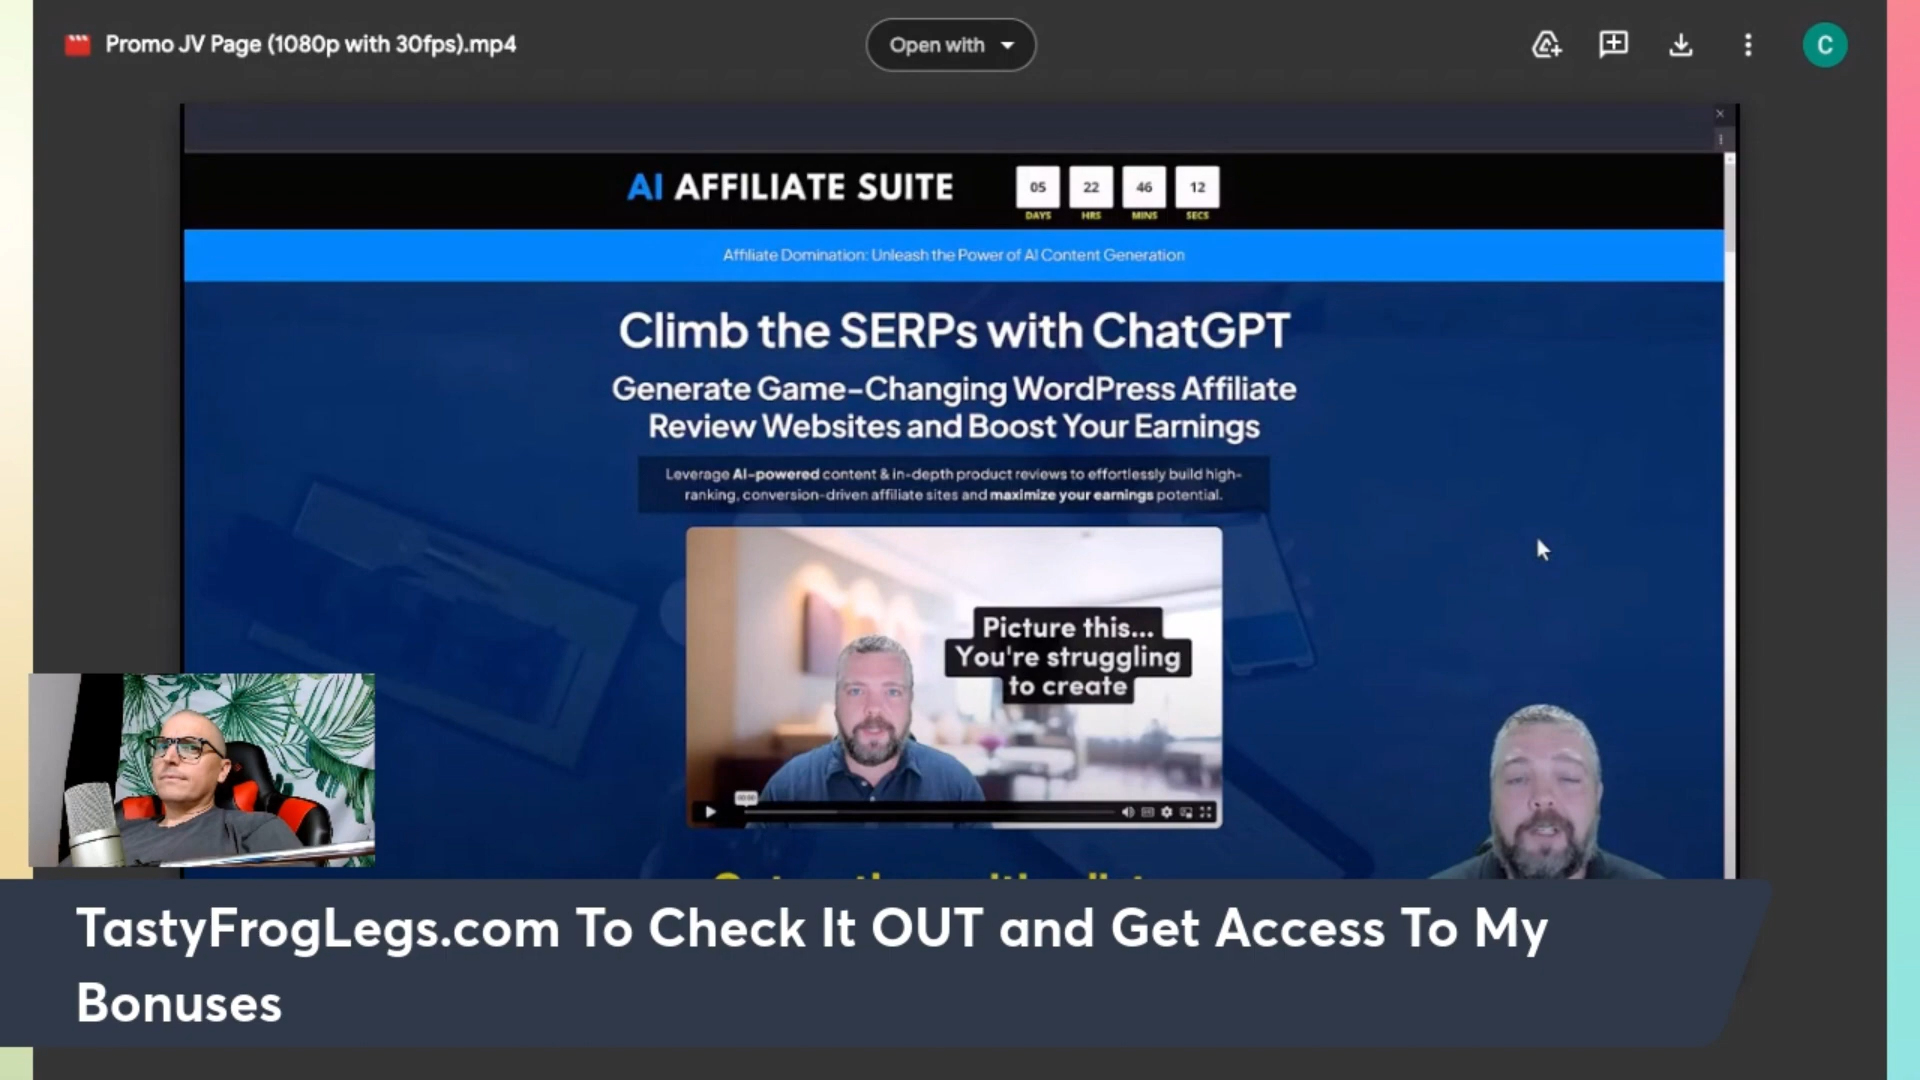 Promo JV Page (1080p with 30fps).mp4
Open with
C
AI AFFILIATE SUITE
05 22 46 12
DAYS HRS MINS SECS
Affiliate Domination: Unleash the Power of AI Content Generation
Climb the SERPs with ChatGPT
Generate Game-Changing WordPress Affiliate
Review Websites and Boost Your Earnings
Leverage AI-powered content & in-depth product reviews to effortlessly build high-
ranking, conversion-driven affiliate sites and maximize your earnings potential.
Picture this...
You're struggling
to create
00:00
TastyFrogLegs.com To Check It OUT and Get Access To My
Bonuses